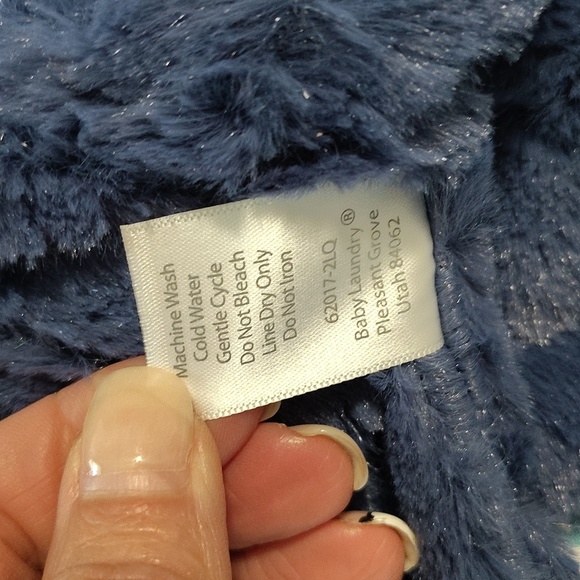 Machine Wash
Cold Water
Gentle Cycle
Do Not Bleach
Line Dry Only
Do Not Iron
62017-2LQ
Baby Laundry®
Pleasant Grove
Utah 84062